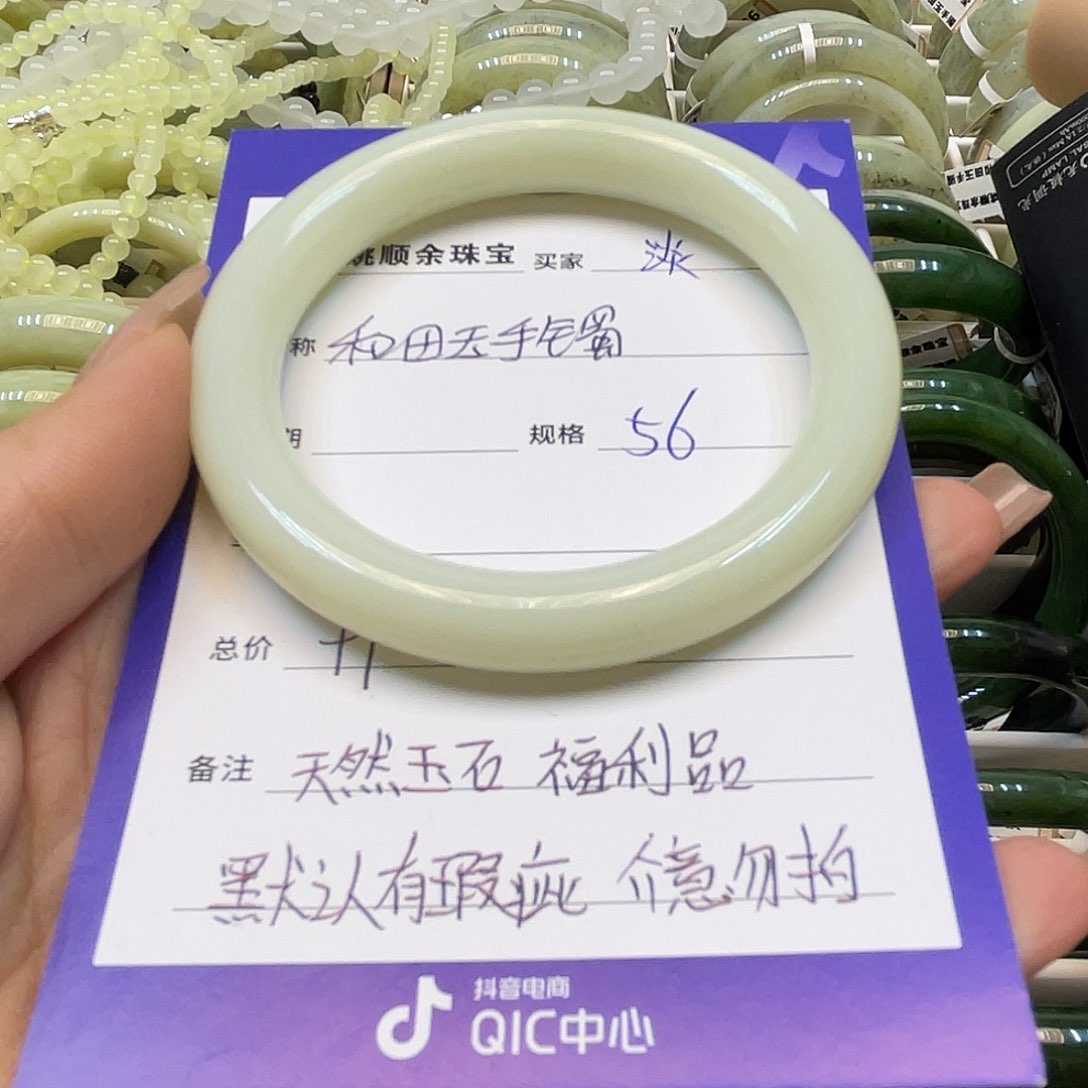 姚顺余珠宝 买家 淡
称 和田玉手镯
规格 56
总价
备注 天然玉石 福利品
默认有瑕疵 介意勿拍
抖音电商
QIC中心